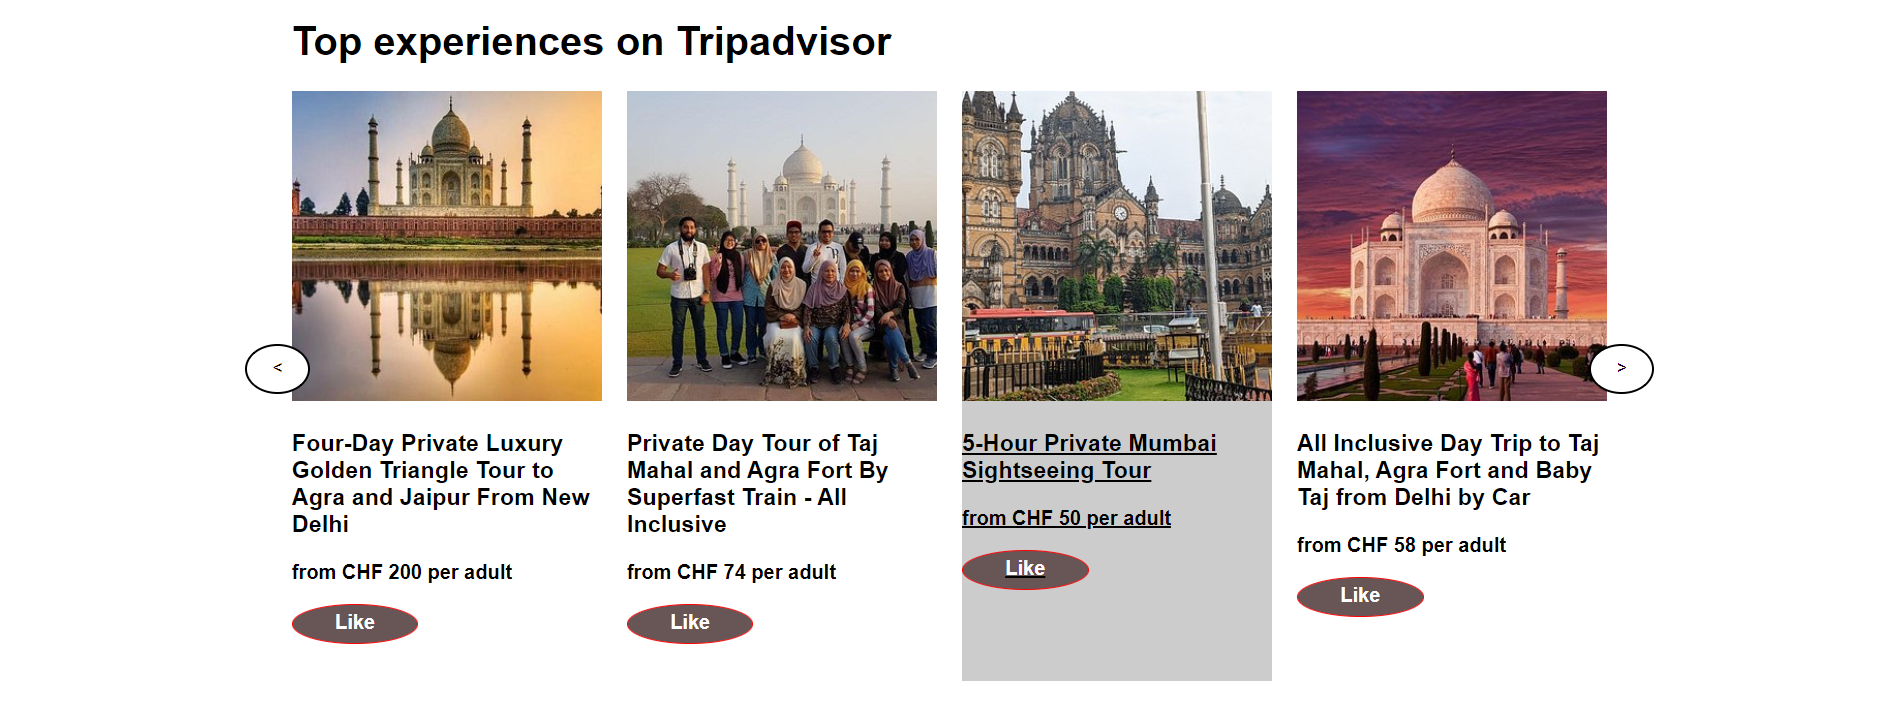 Top experiences on Tripadvisor
<
>
Four-Day Private Luxury
Golden Triangle Tour to
Agra and Jaipur From New
Delhi
from CHF 200 per adult
Like
Private Day Tour of Taj
Mahal and Agra Fort By
Superfast Train - All
Inclusive
from CHF 74 per adult
Like
5-Hour Private Mumbai
Sightseeing Tour
from CHF 50 per adult
Like
All Inclusive Day Trip to Taj
Mahal, Agra Fort and Baby
Taj from Delhi by Car
from CHF 58 per adult
Like